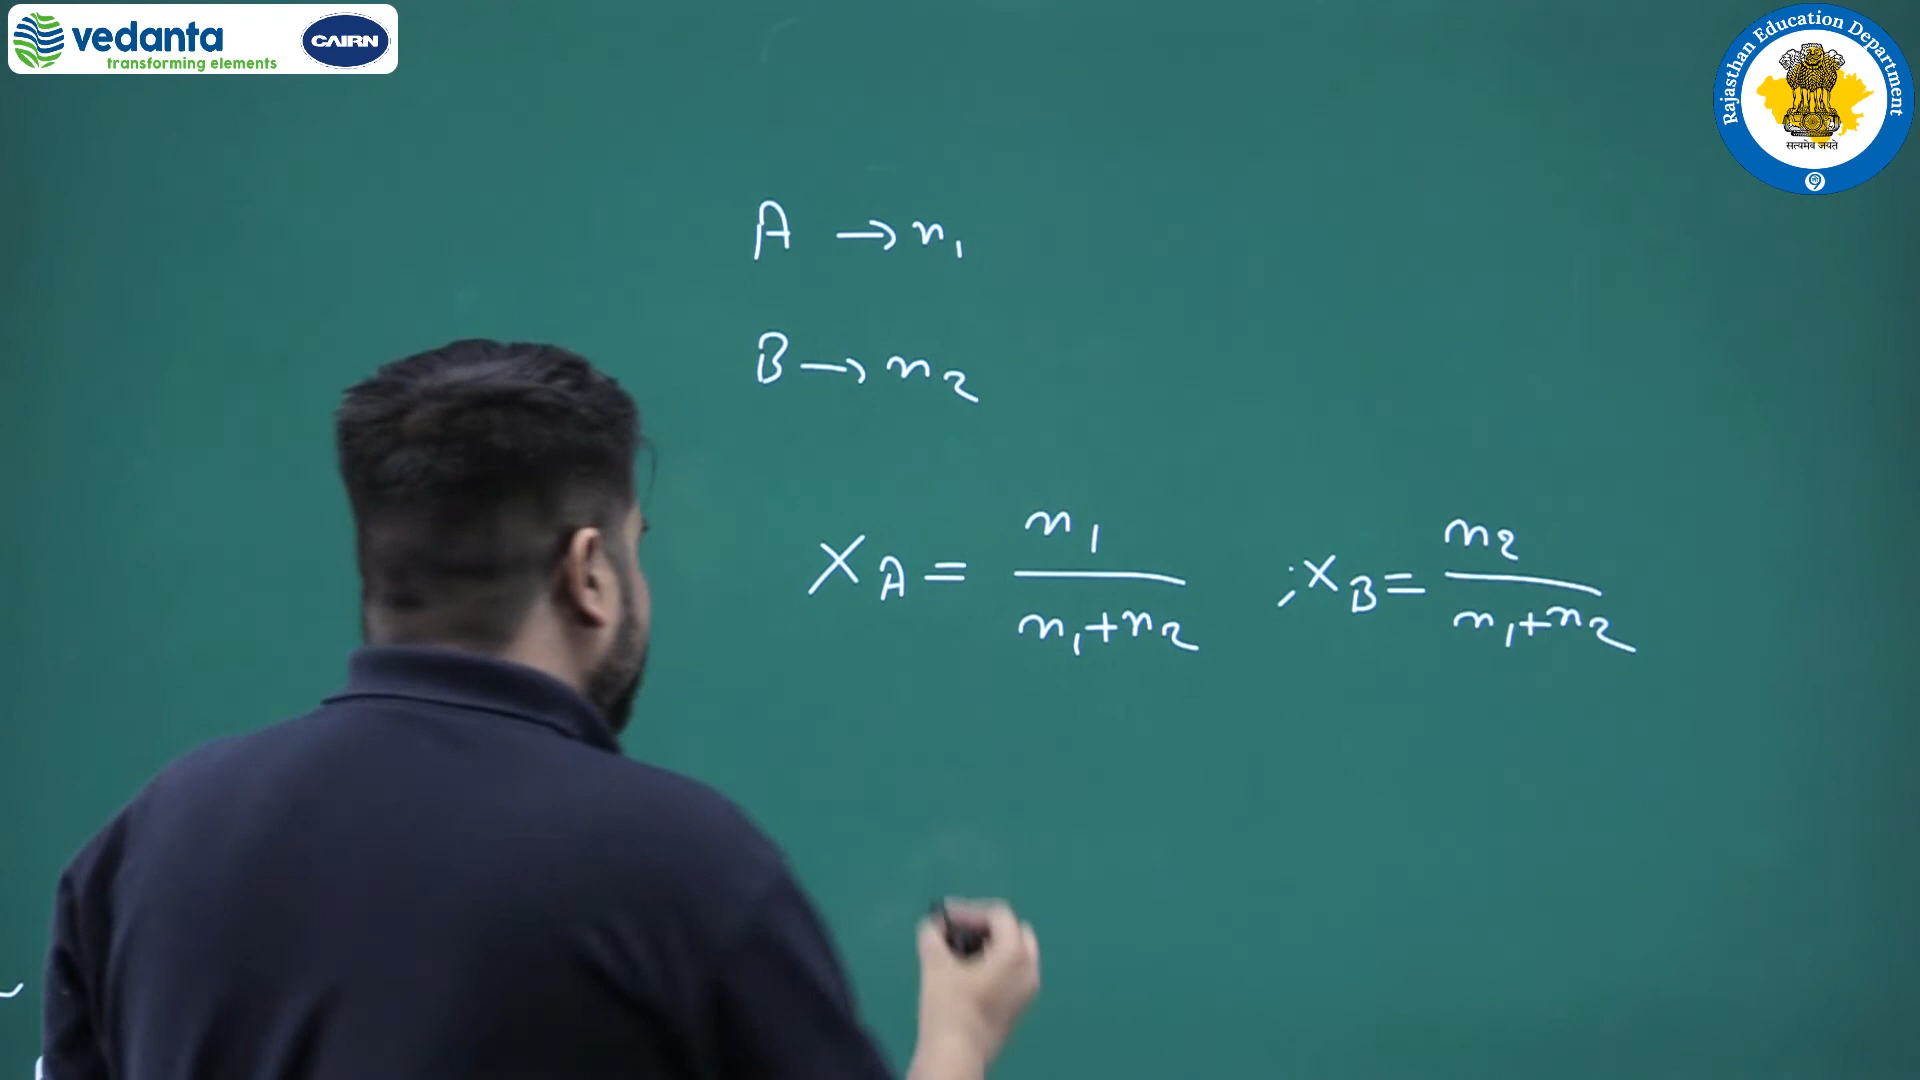 vedanta
transforming elements
CAIRN
Rajasthan Education Department
सत्यमेव जयते
A → n₁
B → n₂
X_A = n₁ / (n₁+n₂) ; X_B = n₂ / (n₁+n₂)